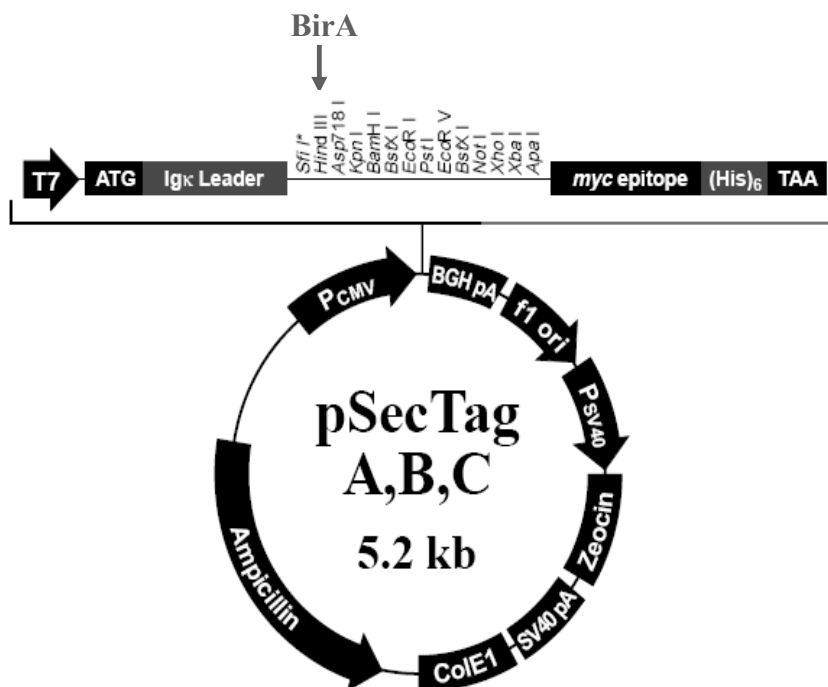 BirA
Sfi I*
Hind III
Asp718 I
Kpn I
BamH I
BstX I
EcoR I
Pst I
EcoR V
BstX I
Not I
Xho I
Xba I
Apa I
T7 ATG Igκ Leader myc epitope (His)6 TAA
PCMV
BGH pA
f1 ori
PSV40
Zeocin
SV40 pA
ColE1
Ampicillin
pSecTag
A,B,C
5.2 kb